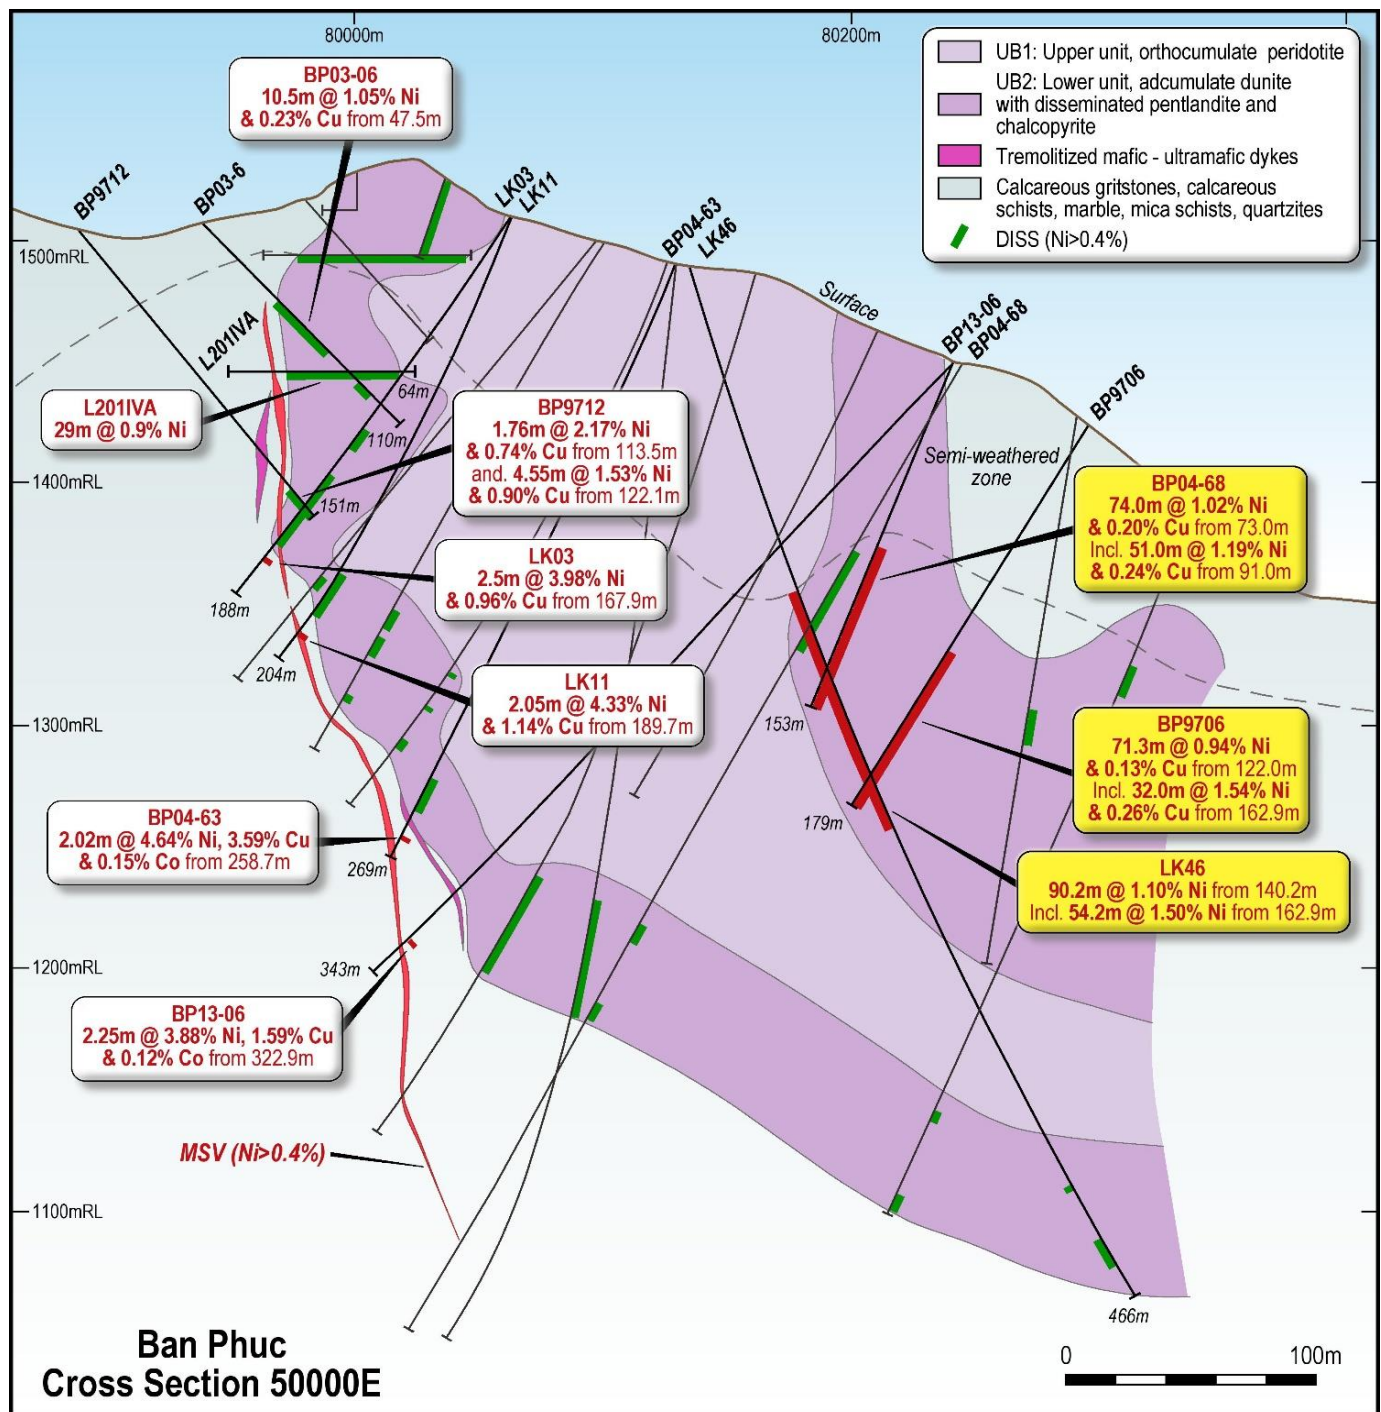 80000m
80200m
UB1: Upper unit, orthocumulate peridotite
UB2: Lower unit, adcumulate dunite
with disseminated pentlandite and
chalcopyrite
Tremolitized mafic - ultramafic dykes
Calcareous gritstones, calcareous
schists, marble, mica schists, quartzites
DISS (Ni>0.4%)
BP03-06
10.5m @ 1.05% Ni
& 0.23% Cu from 47.5m
BP9712
BP03-6
LK03
LK11
BP04-63
LK46
Surface
BP13-06
BP04-68
BP9706
1500mRL
L201IVA
64m
L201IVA
29m @ 0.9% Ni
110m
BP9712
1.76m @ 2.17% Ni
& 0.74% Cu from 113.5m
and. 4.55m @ 1.53% Ni
& 0.90% Cu from 122.1m
Semi-weathered
zone
1400mRL
151m
BP04-68
74.0m @ 1.02% Ni
& 0.20% Cu from 73.0m
Incl. 51.0m @ 1.19% Ni
& 0.24% Cu from 91.0m
LK03
2.5m @ 3.98% Ni
& 0.96% Cu from 167.9m
188m
204m
LK11
2.05m @ 4.33% Ni
& 1.14% Cu from 189.7m
1300mRL
153m
BP9706
71.3m @ 0.94% Ni
& 0.13% Cu from 122.0m
Incl. 32.0m @ 1.54% Ni
& 0.26% Cu from 162.9m
179m
BP04-63
2.02m @ 4.64% Ni, 3.59% Cu
& 0.15% Co from 258.7m
269m
LK46
90.2m @ 1.10% Ni from 140.2m
Incl. 54.2m @ 1.50% Ni from 162.9m
1200mRL
343m
BP13-06
2.25m @ 3.88% Ni, 1.59% Cu
& 0.12% Co from 322.9m
MSV (Ni>0.4%)
1100mRL
466m
Ban Phuc
Cross Section 50000E
0
100m